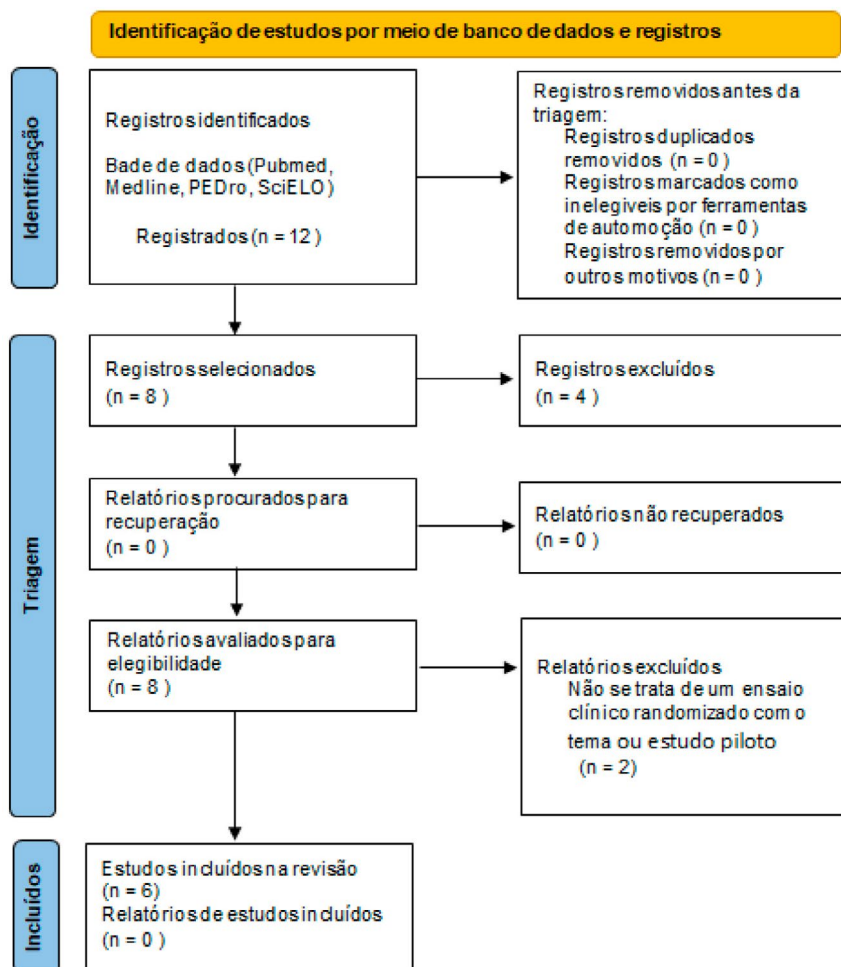 Identificação de estudos por meio de banco de dados e registros
Identificação
Registros identificados
Bade de dados (Pubmed,
Medline, PEDro, SciELO)
Registrados (n = 12 )
Registros removidos antes da
triagem:
Registros duplicados
removidos (n = 0 )
Registros marcados como
inelegiveis por ferramentas
de automoção (n = 0 )
Registros removidos por
outros motivos (n = 0 )
Triagem
Registros selecionados
(n = 8 )
Registros excluídos
(n = 4 )
Relatórios procurados para
recuperação
(n = 0 )
Relatórios não recuperados
(n = 0 )
Relatórios avaliados para
elegibilidade
(n = 8 )
Relatórios excluídos
Não se trata de um ensaio
clínico randomizado com o
tema ou estudo piloto
(n = 2)
Incluídos
Estudos incluídos na revisão
(n = 6)
Relatórios de estudos incluídos
(n = 0 )